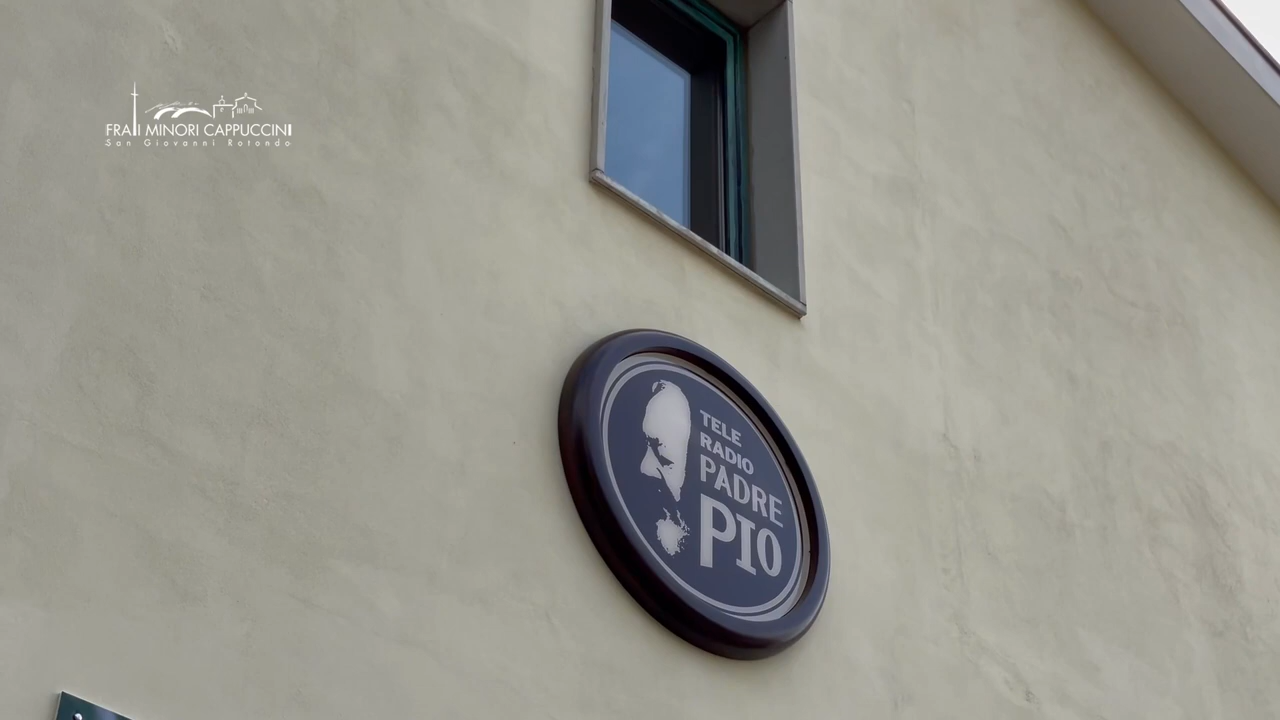 FRATI MINORI CAPPUCCINI
San Giovanni Rotondo
TELE
RADIO
PADRE
PIO